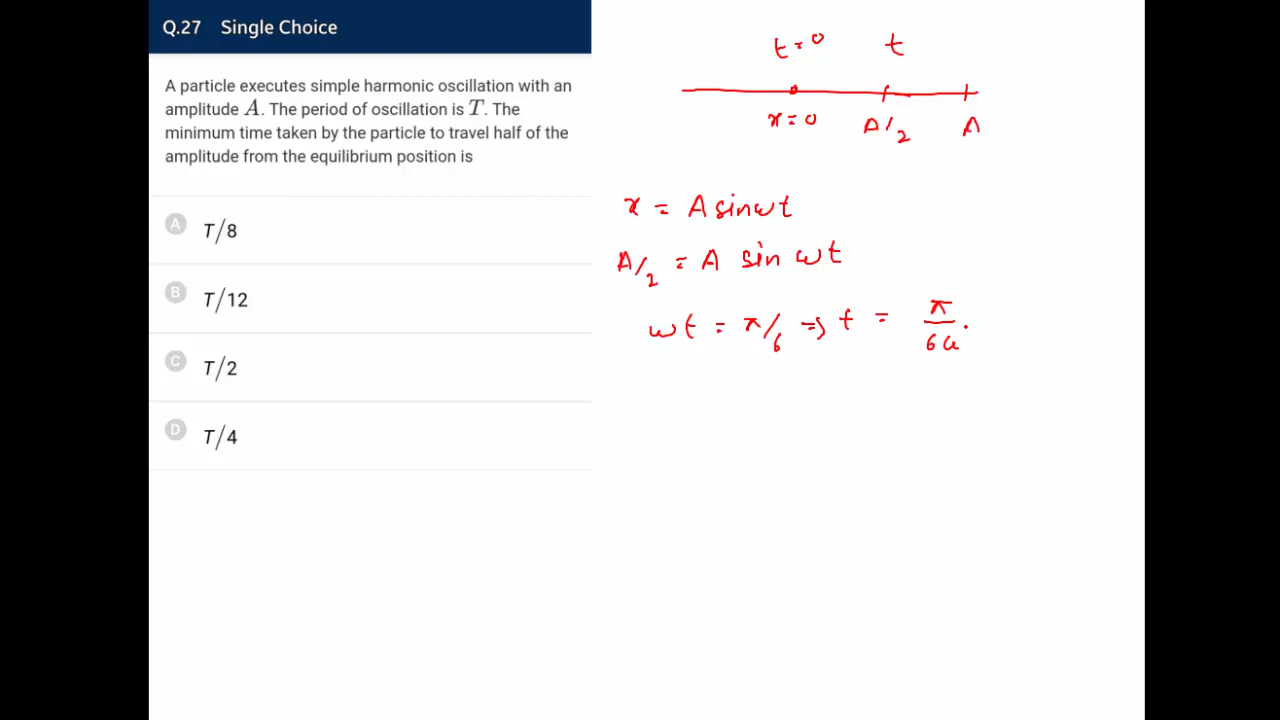 Q.27 Single Choice
A particle executes simple harmonic oscillation with an
amplitude A. The period of oscillation is T. The
minimum time taken by the particle to travel half of the
amplitude from the equilibrium position is
A T/8
B T/12
C T/2
D T/4
t=0 t
x=0 A/2 A
x = A sinωt
A/2 = A sin ωt
ωt = π/6 => t = π/6ω